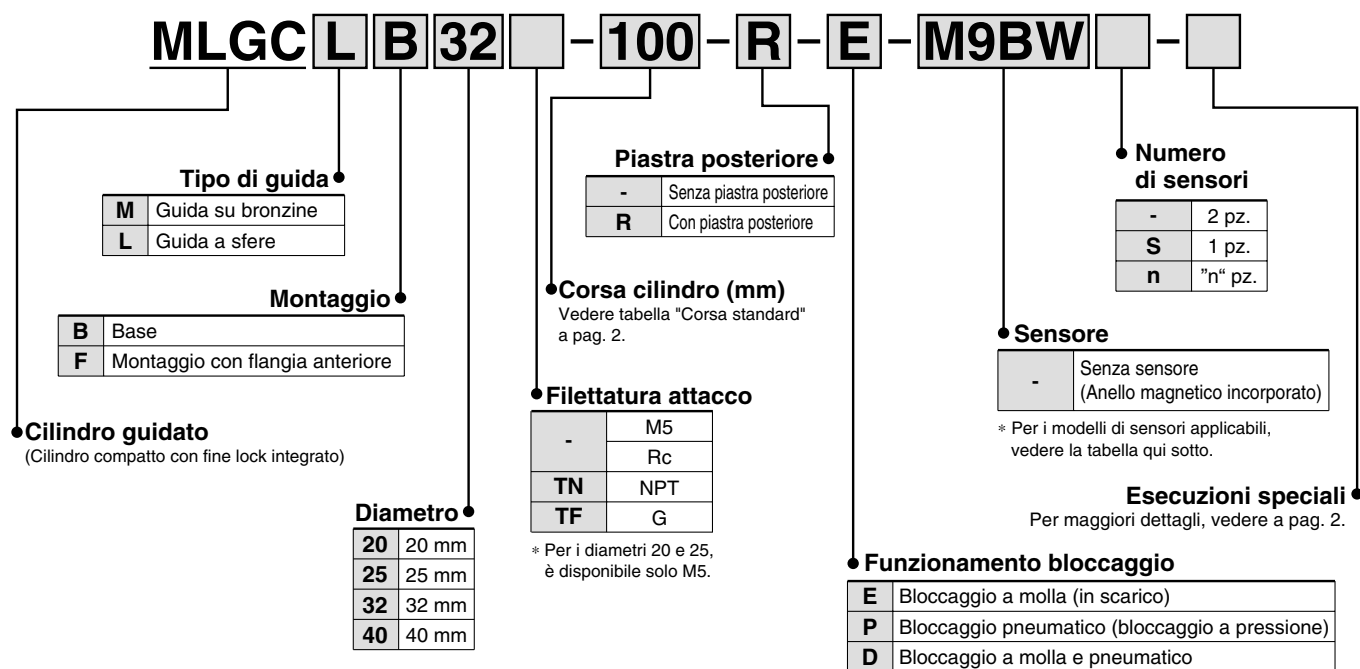 MLGC L B 32 - 100 - R - E - M9BW -
Tipo di guida
M Guida su bronzine
L Guida a sfere
Montaggio
B Base
F Montaggio con flangia anteriore
Cilindro guidato
(Cilindro compatto con fine lock integrato)
Diametro
20 20 mm
25 25 mm
32 32 mm
40 40 mm
Piastra posteriore
- Senza piastra posteriore
R Con piastra posteriore
Corsa cilindro (mm)
Vedere tabella "Corsa standard"
a pag. 2.
Filettatura attacco
- M5
Rc
TN NPT
TF G
* Per i diametri 20 e 25,
è disponibile solo M5.
Numero
di sensori
- 2 pz.
S 1 pz.
n "n“ pz.
Sensore
- Senza sensore
(Anello magnetico incorporato)
* Per i modelli di sensori applicabili,
vedere la tabella qui sotto.
Esecuzioni speciali
Per maggiori dettagli, vedere a pag. 2.
Funzionamento bloccaggio
E Bloccaggio a molla (in scarico)
P Bloccaggio pneumatico (bloccaggio a pressione)
D Bloccaggio a molla e pneumatico